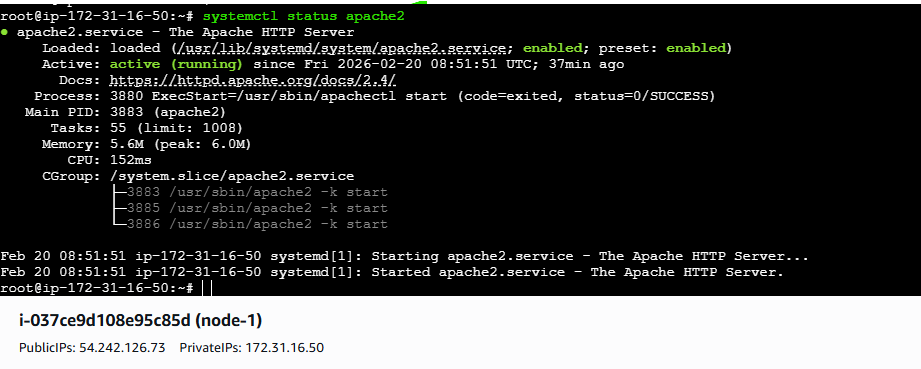 root@ip-172-31-16-50:~# systemctl status apache2
● apache2.service - The Apache HTTP Server
Loaded: loaded (/usr/lib/systemd/system/apache2.service; enabled; preset: enabled)
Active: active (running) since Fri 2026-02-20 08:51:51 UTC; 37min ago
Docs: https://httpd.apache.org/docs/2.4/
Process: 3880 ExecStart=/usr/sbin/apachectl start (code=exited, status=0/SUCCESS)
Main PID: 3883 (apache2)
Tasks: 55 (limit: 1008)
Memory: 5.6M (peak: 6.0M)
CPU: 152ms
CGroup: /system.slice/apache2.service
├─3883 /usr/sbin/apache2 -k start
├─3885 /usr/sbin/apache2 -k start
└─3886 /usr/sbin/apache2 -k start
Feb 20 08:51:51 ip-172-31-16-50 systemd[1]: Starting apache2.service - The Apache HTTP Server...
Feb 20 08:51:51 ip-172-31-16-50 systemd[1]: Started apache2.service - The Apache HTTP Server.
root@ip-172-31-16-50:~#
i-037ce9d108e95c85d (node-1)
PublicIPs: 54.242.126.73 PrivateIPs: 172.31.16.50